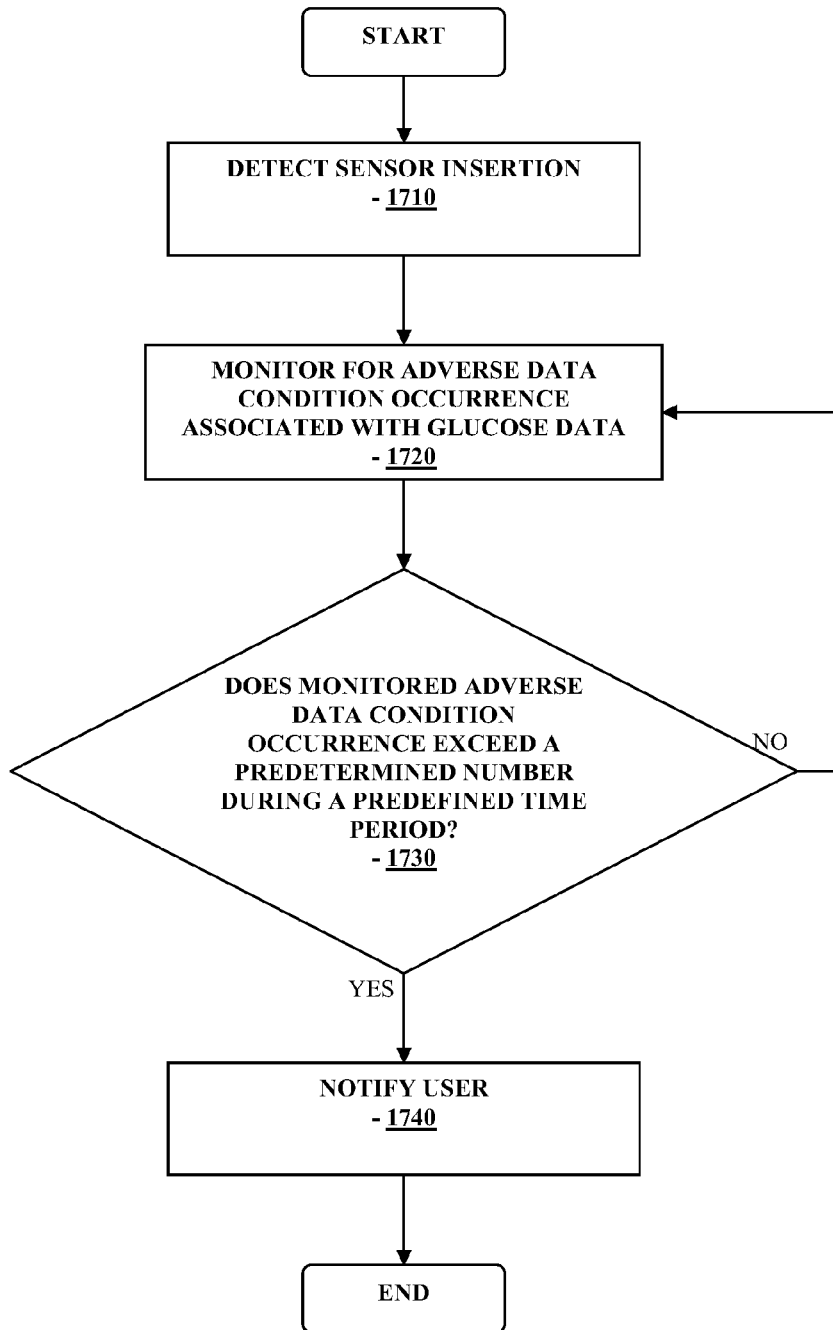 START
DETECT SENSOR INSERTION
- 1710
MONITOR FOR ADVERSE DATA
CONDITION OCCURRENCE
ASSOCIATED WITH GLUCOSE DATA
- 1720
DOES MONITORED ADVERSE
DATA CONDITION
OCCURRENCE EXCEED A
PREDETERMINED NUMBER
DURING A PREDEFINED TIME
PERIOD?
- 1730
NO
YES
NOTIFY USER
- 1740
END